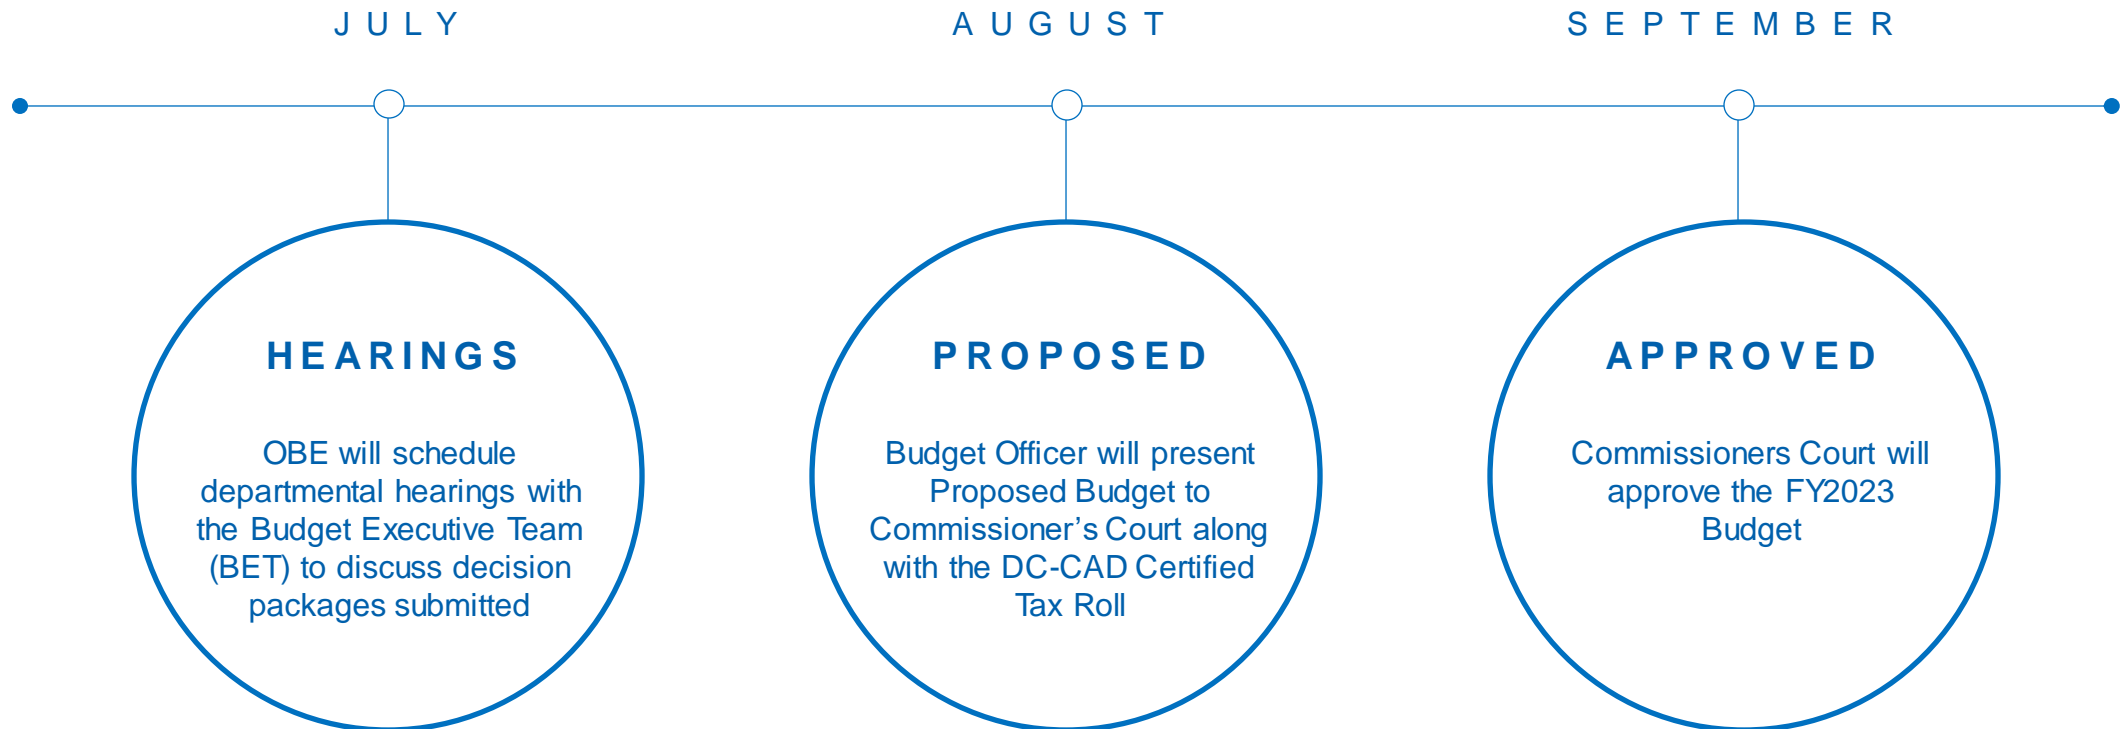 JULY
AUGUST
SEPTEMBER
HEARINGS
OBE will schedule
departmental hearings with
the Budget Executive Team
(BET) to discuss decision
packages submitted
PROPOSED
Budget Officer will present
Proposed Budget to
Commissioner’s Court along
with the DC-CAD Certified
Tax Roll
APPROVED
Commissioners Court will
approve the FY2023
Budget